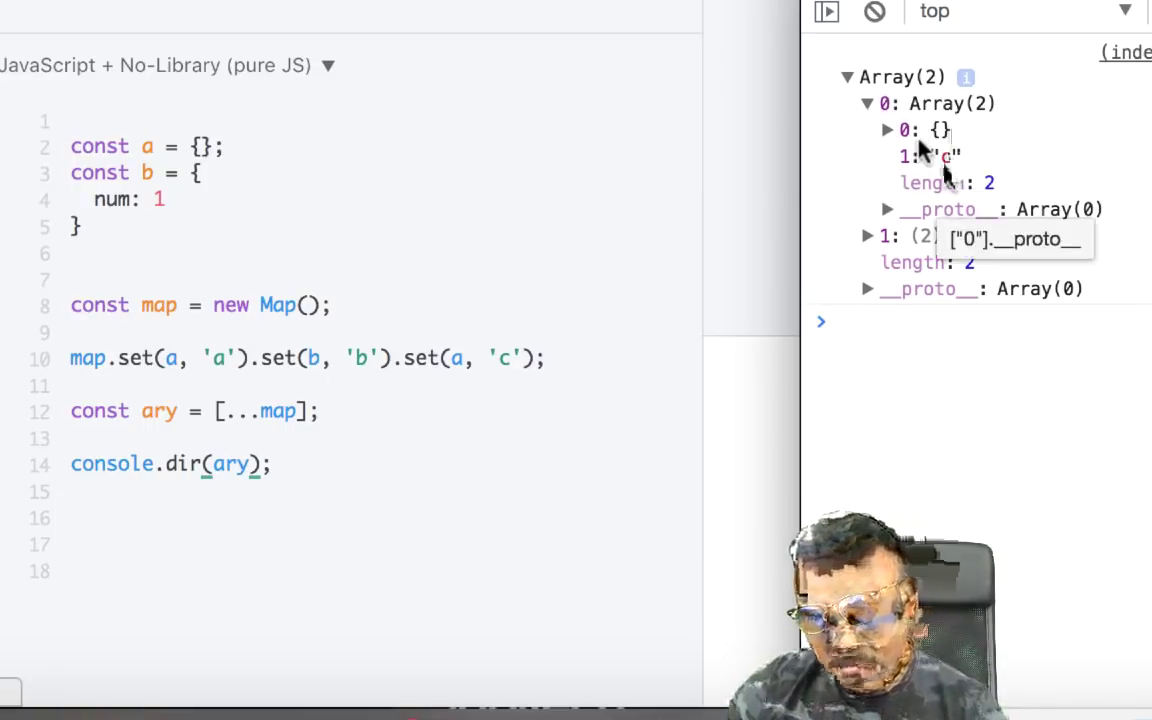 JavaScript + No-Library (pure JS) ▼
1
2 const a = {};
3 const b = {
4 num: 1
5 }
6
7
8 const map = new Map();
9
10 map.set(a, 'a').set(b, 'b').set(a, 'c');
11
12 const ary = [...map];
13
14 console.dir(ary);
15
16
17
18
top ▼
(inde
▼ Array(2) i
▼ 0: Array(2)
▶ 0: {}
1: "c"
length: 2
▶ __proto__: Array(0)
▶ 1: (2)
["0"].__proto__
length: 2
▶ __proto__: Array(0)
>